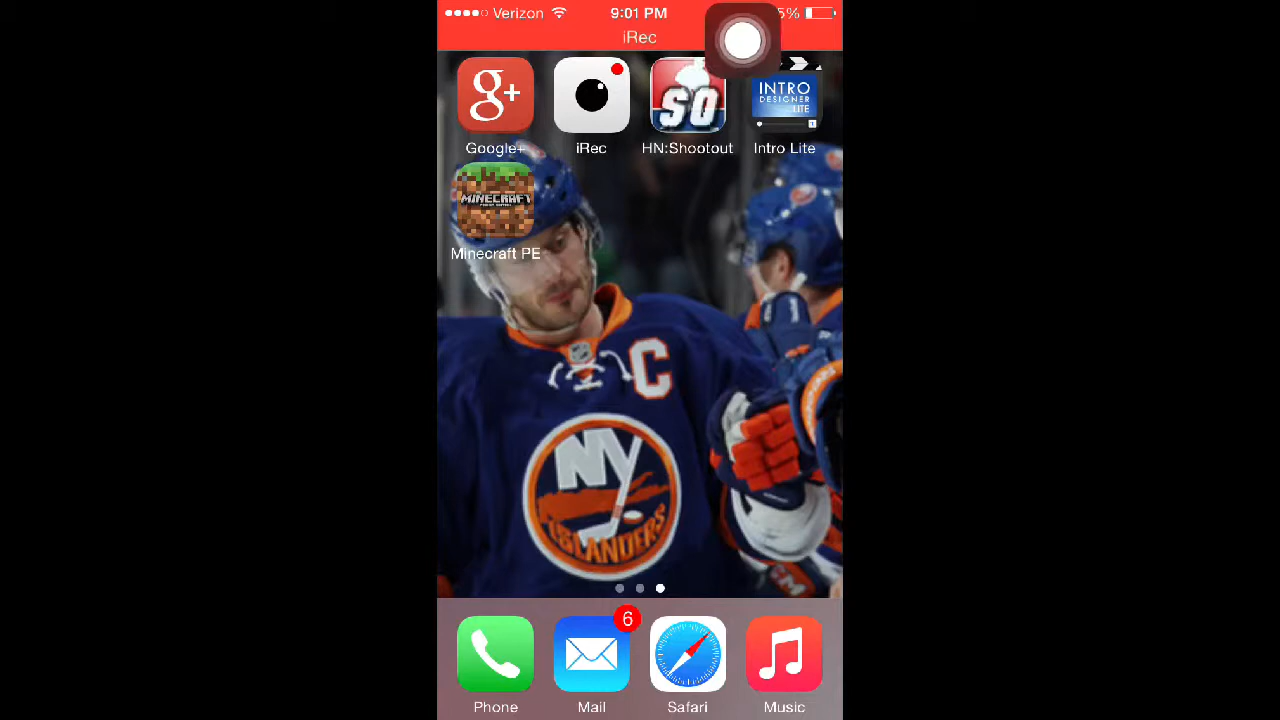 Verizon 9:01 PM 5%
iRec
g+ SO INTRO
DESIGNER
LITE
Google+ iRec HN:Shootout Intro Lite
MINECRAFT
Minecraft PE
C
NY
ISLANDERS
6
Phone Mail Safari Music